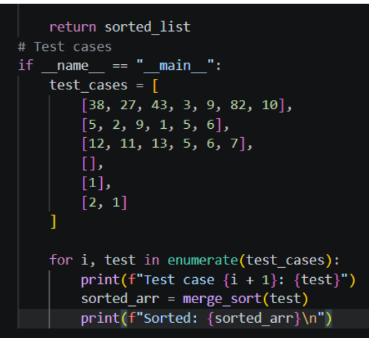 return sorted_list
# Test cases
if __name__ == "__main__":
    test_cases = [
        [38, 27, 43, 3, 9, 82, 10],
        [5, 2, 9, 1, 5, 6],
        [12, 11, 13, 5, 6, 7],
        [],
        [1],
        [2, 1]
    ]
    for i, test in enumerate(test_cases):
        print(f"Test case {i + 1}: {test}")
        sorted_arr = merge_sort(test)
        print(f"Sorted: {sorted_arr}\n")